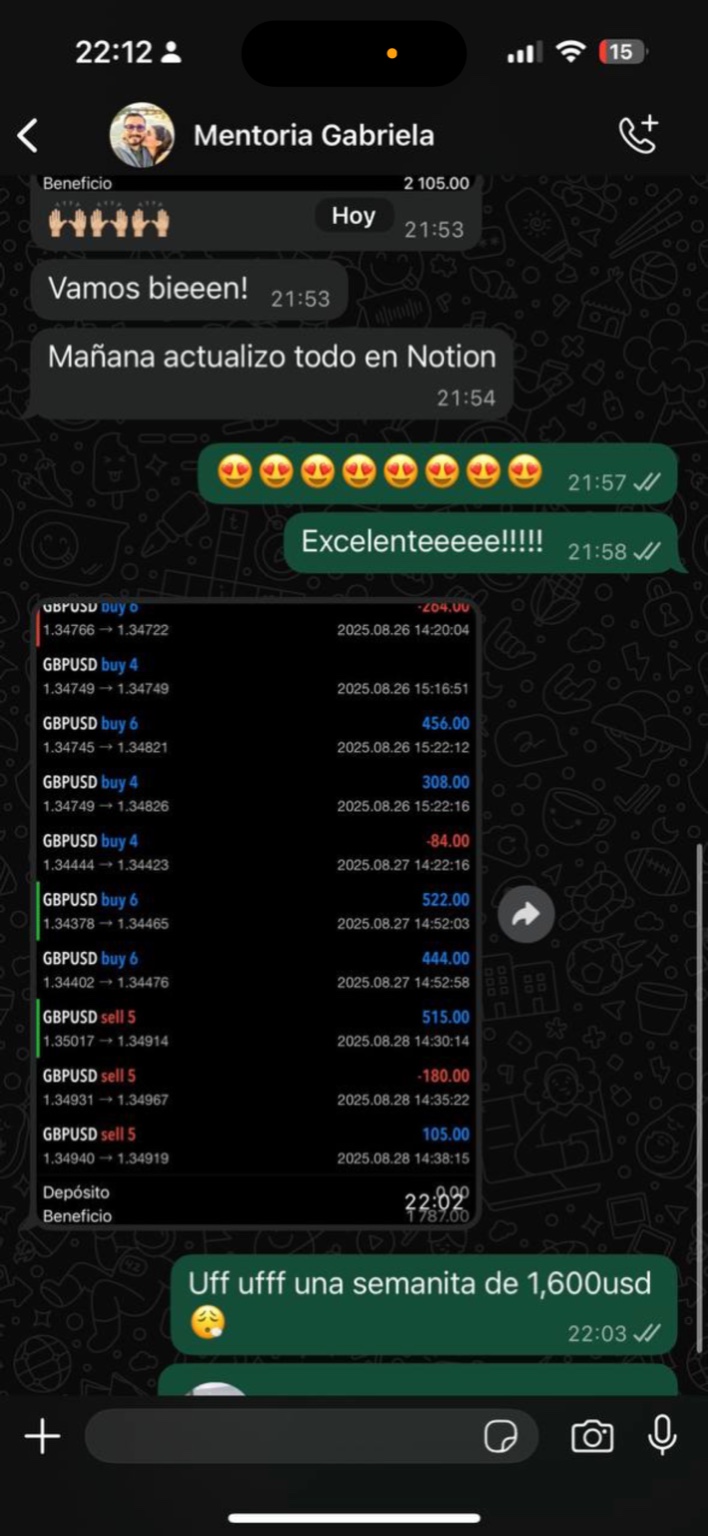 22:12
15
Mentoria Gabriela
Beneficio 2 105.00
🙌🏼🙌🏼🙌🏼 21:53
Hoy
Vamos bieeen! 21:53
Mañana actualizo todo en Notion
21:54
😍😍😍😍😍😍😍😍 21:57
Excelenteeeee!!!!! 21:58
GBPUSD buy 6 -264.00
1.34766 → 1.34722 2025.08.26 14:20:04
GBPUSD buy 4
1.34749 → 1.34749 2025.08.26 15:16:51
GBPUSD buy 6 456.00
1.34745 → 1.34821 2025.08.26 15:22:12
GBPUSD buy 4 308.00
1.34749 → 1.34826 2025.08.26 15:22:16
GBPUSD buy 4 -84.00
1.34444 → 1.34423 2025.08.27 14:22:16
GBPUSD buy 6 522.00
1.34378 → 1.34465 2025.08.27 14:52:03
GBPUSD buy 6 444.00
1.34402 → 1.34476 2025.08.27 14:52:58
GBPUSD sell 5 515.00
1.35017 → 1.34914 2025.08.28 14:30:14
GBPUSD sell 5 -180.00
1.34931 → 1.34967 2025.08.28 14:35:22
GBPUSD sell 5 105.00
1.34940 → 1.34919 2025.08.28 14:38:15
Depósito 0.00
22:02
Beneficio 1 787.00
Uff ufff una semanita de 1,600usd
😮‍💨 22:03